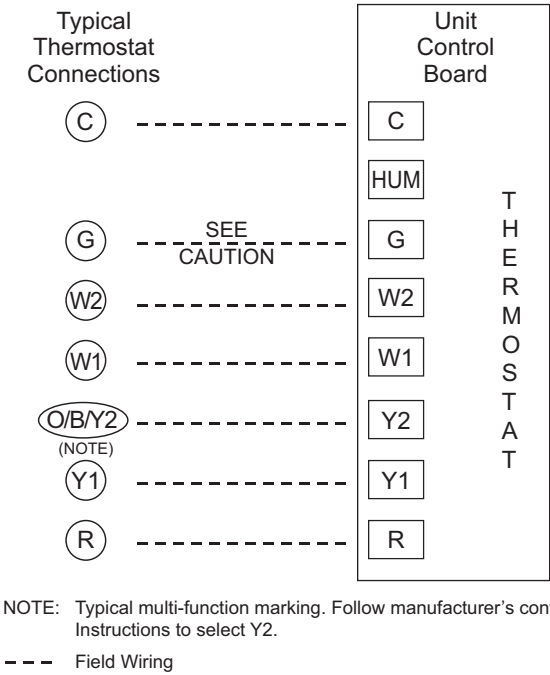 Typical
Thermostat
Connections
Unit
Control
Board
C
C
HUM
G
SEE
CAUTION
G
W2
W2
W1
W1
O/B/Y2
(NOTE)
Y2
Y1
Y1
R
R
THERMOSTAT
NOTE: Typical multi-function marking. Follow manufacturer's
Instructions to select Y2.
Field Wiring